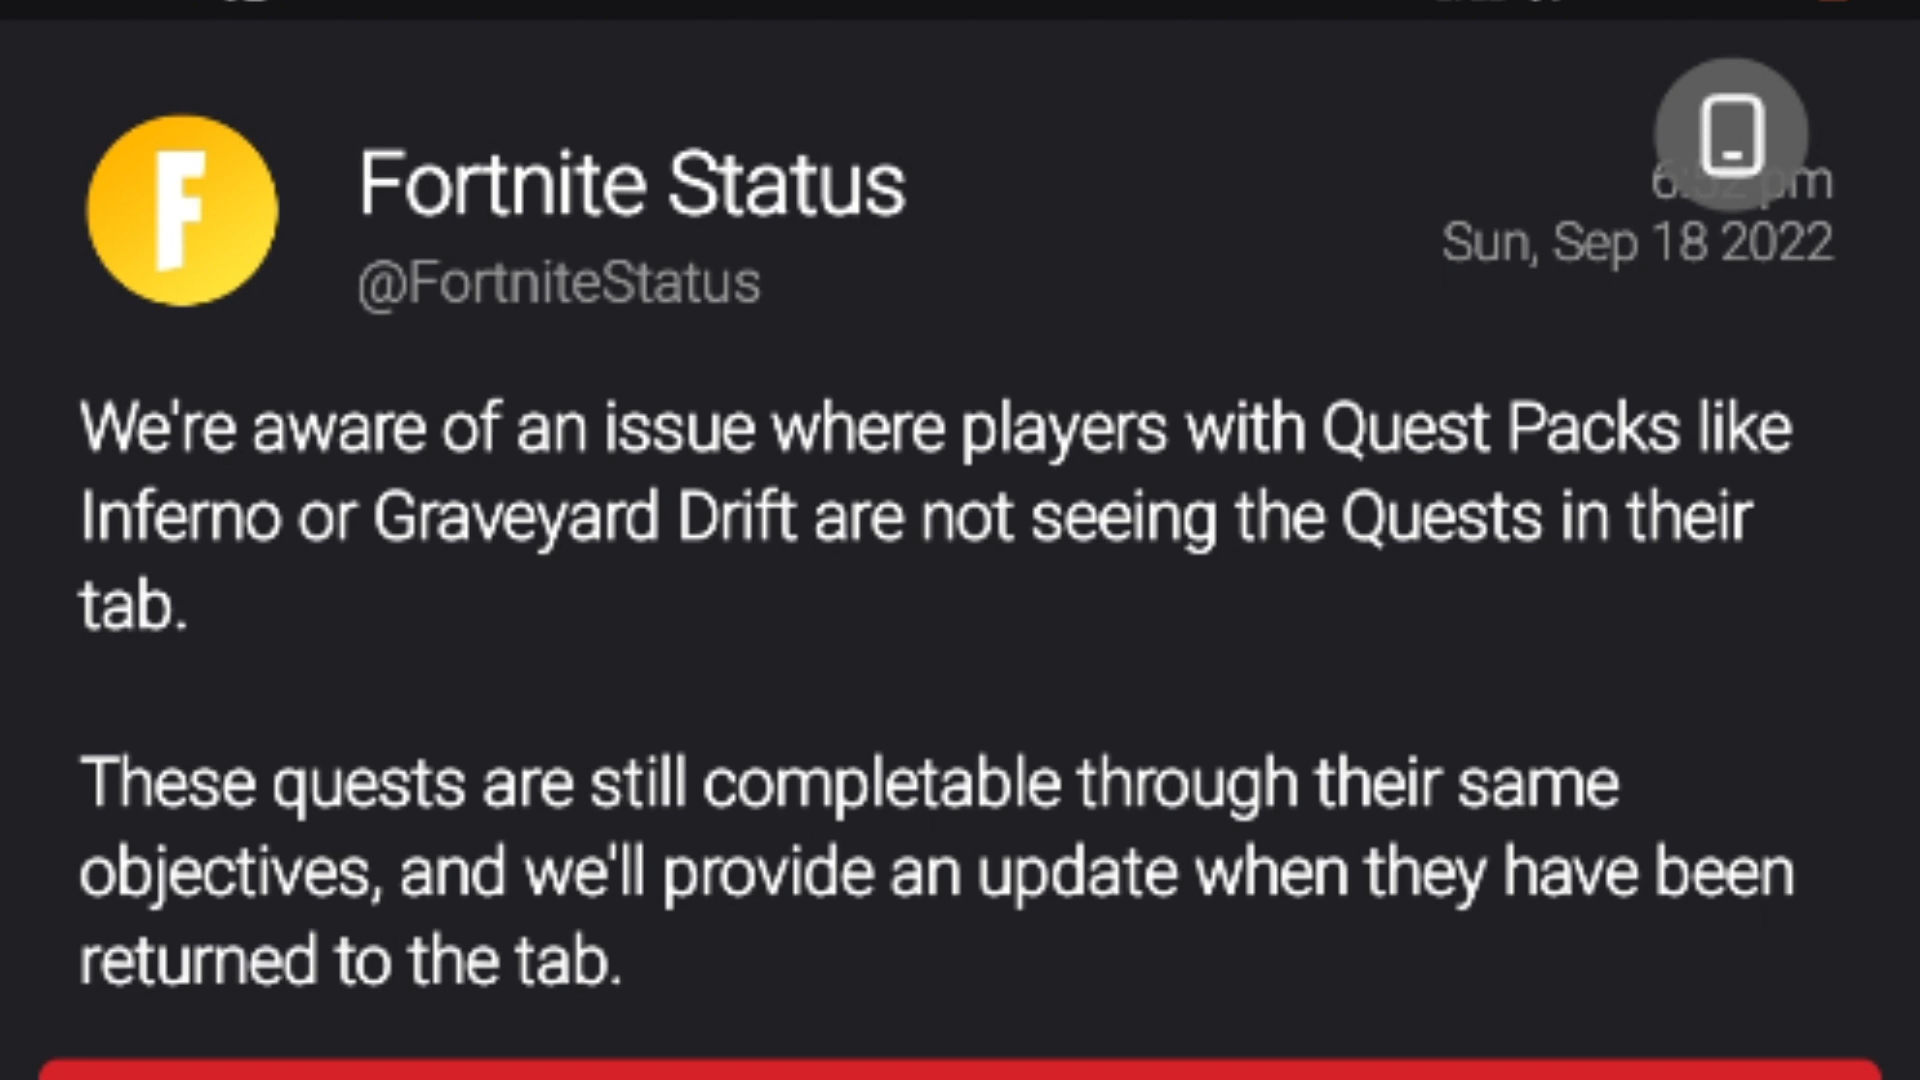 Fortnite Status
@FortniteStatus
pm
Sun, Sep 18 2022
We're aware of an issue where players with Quest Packs like
Inferno or Graveyard Drift are not seeing the Quests in their
tab.
These quests are still completable through their same
objectives, and we'll provide an update when they have been
returned to the tab.